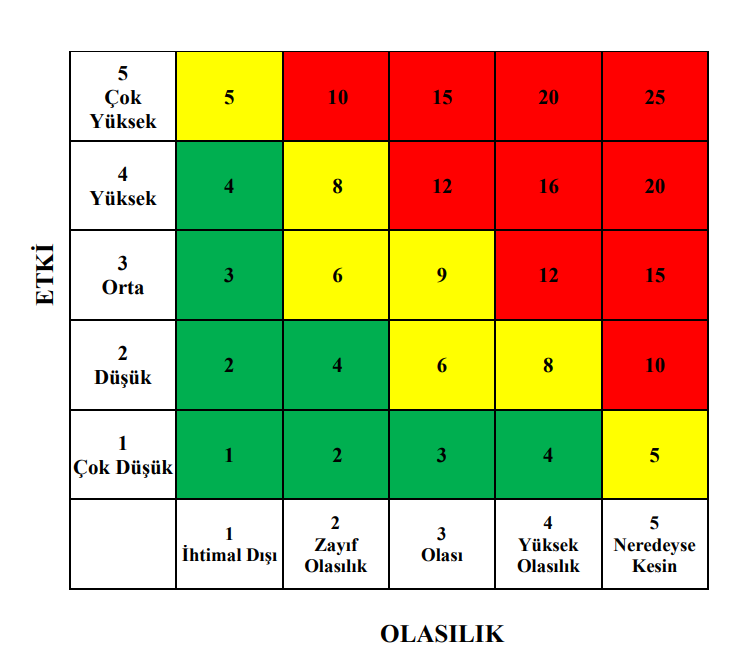 5
Çok
Yüksek
5
10
15
20
25
4
Yüksek
4
8
12
16
20
ETKİ
3
Orta
3
6
9
12
15
2
Düşük
2
4
6
8
10
1
Çok Düşük
1
2
3
4
5
1
İhtimal Dışı
2
Zayıf
Olasılık
3
Olası
4
Yüksek
Olasılık
5
Neredeyse
Kesin
OLASILIK